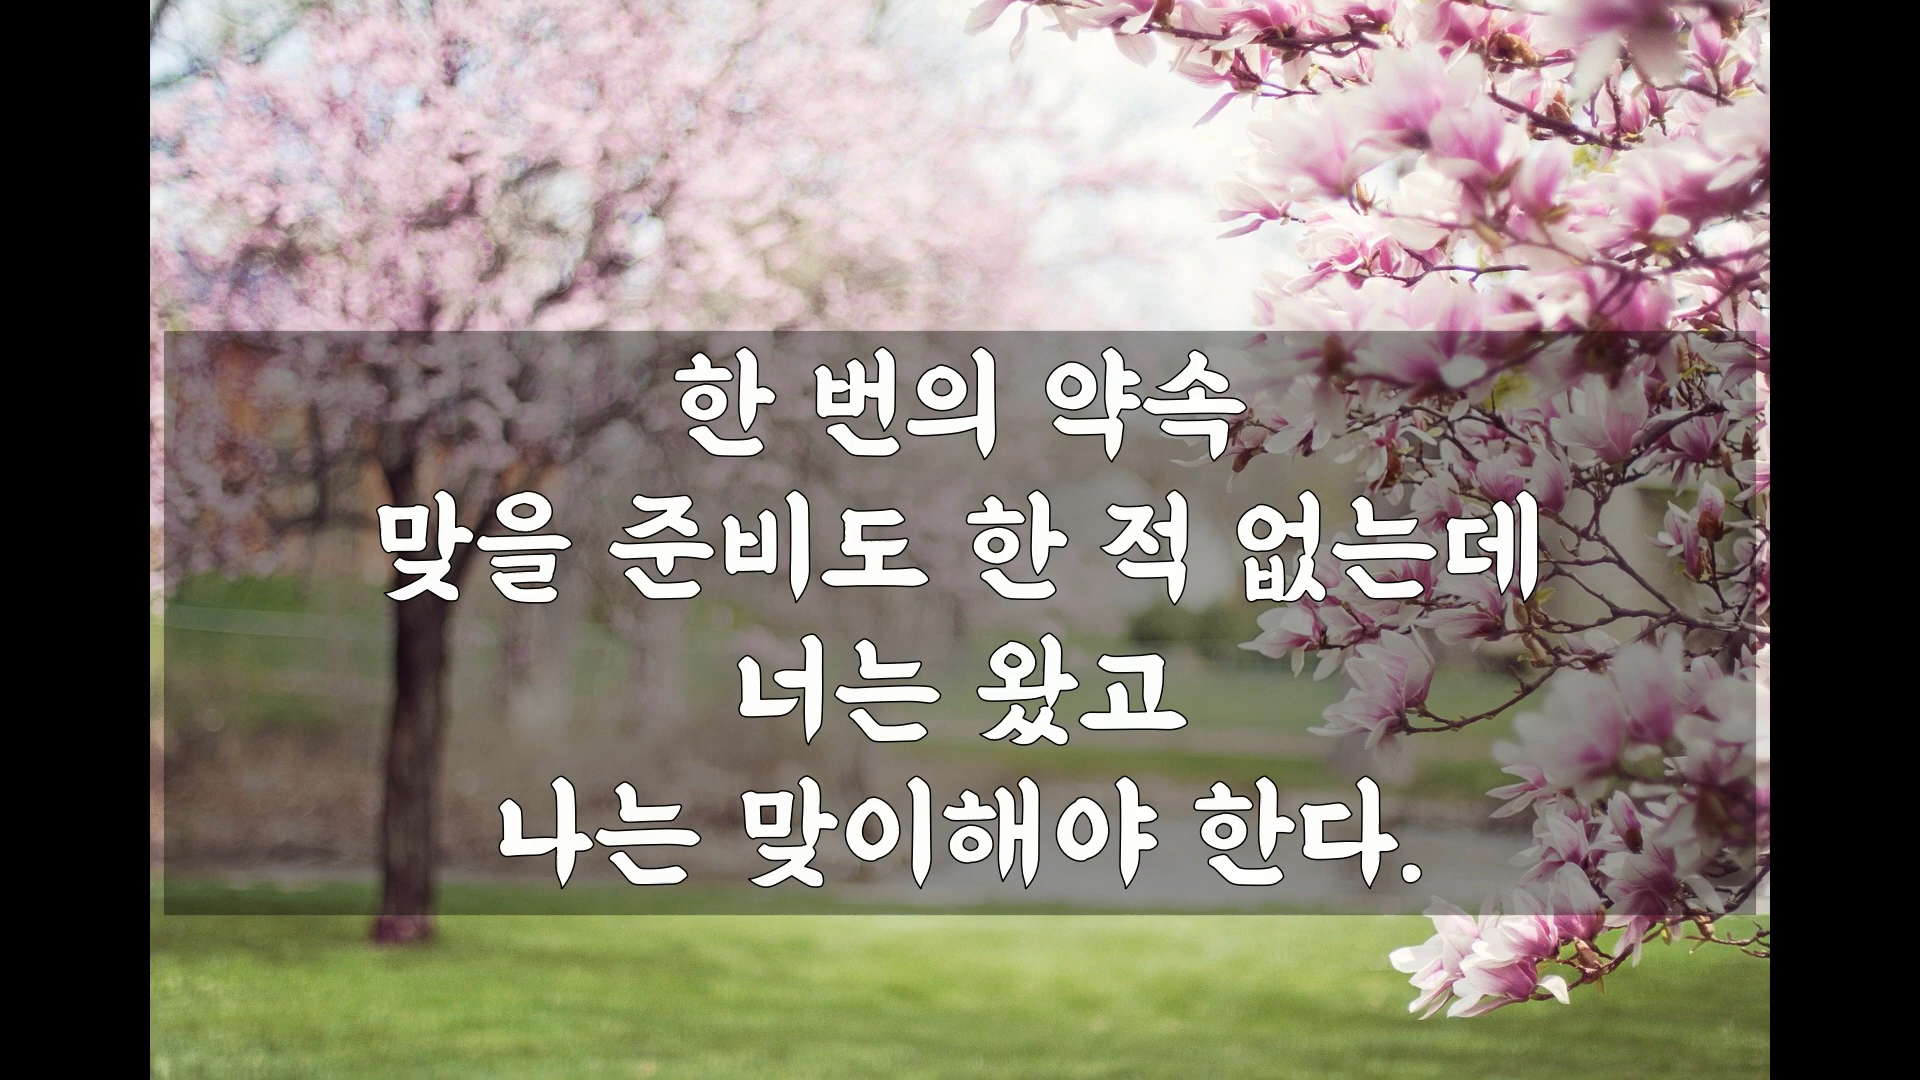 한 번의 약속
맞을 준비도 한 적 없는데
너는 왔고
나는 맞이해야 한다.